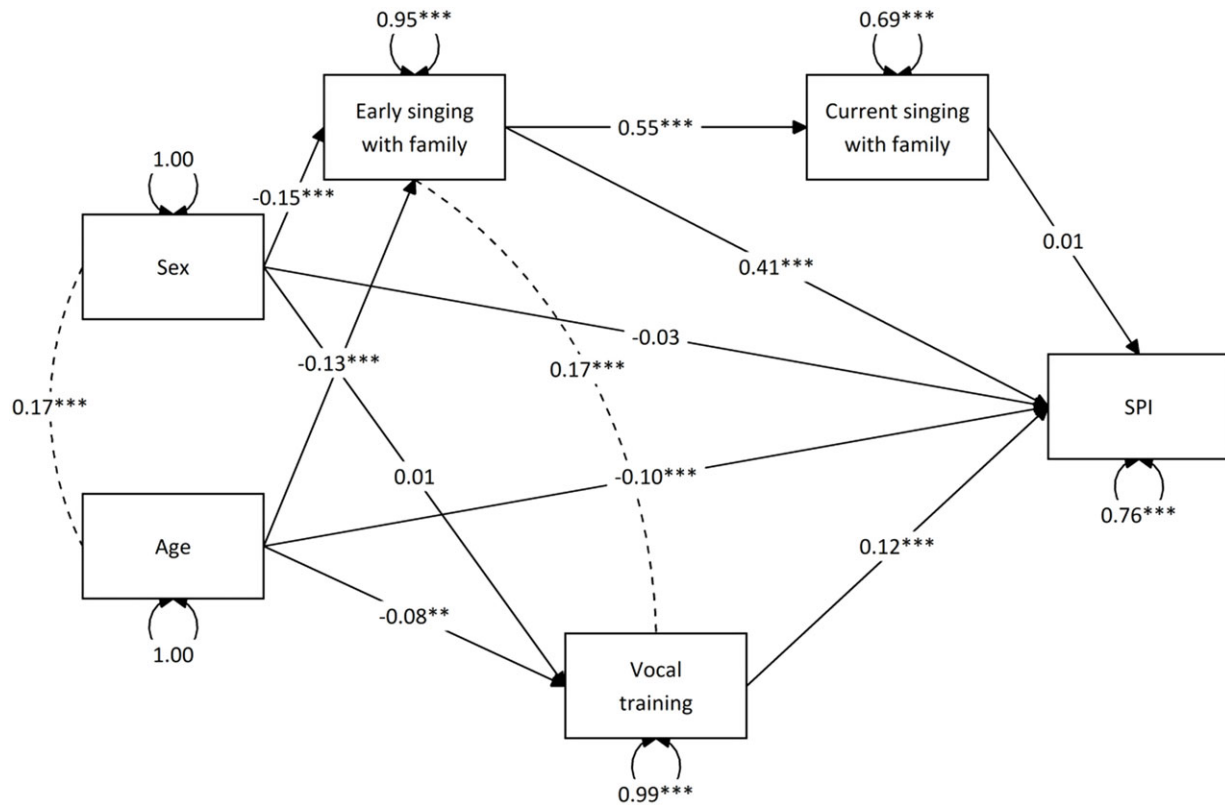 0.95***
0.69***
Early singing
with family
0.55***
Current singing
with family
1.00
-0.15***
Sex
0.41***
0.01
-0.03
-0.13***
0.17***
0.17***
SPI
0.01
-0.10***
Age
0.76***
0.12***
-0.08**
1.00
Vocal
training
0.99***